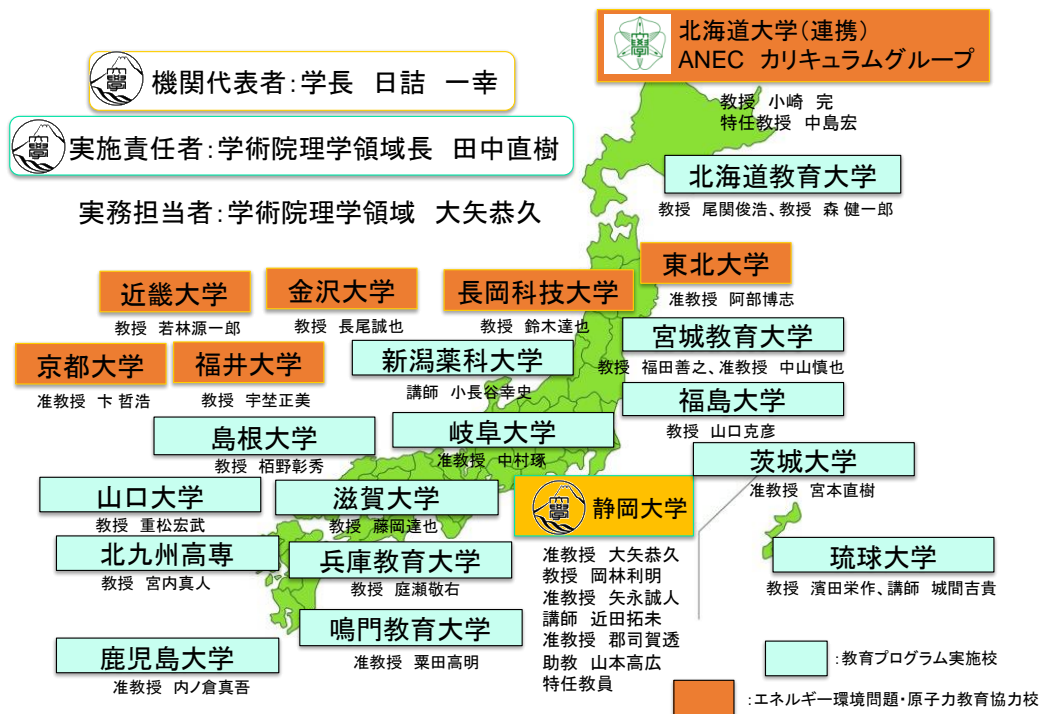 北海道大学(連携)
ANEC カリキュラムグループ
教授 小崎 完
特任教授 中島宏
機関代表者:学長 日詰 一幸
実施責任者:学術院理学領域長 田中直樹
実務担当者:学術院理学領域 大矢恭久
北海道教育大学
教授 尾関俊浩、教授 森 健一郎
東北大学
准教授 阿部博志
近畿大学
教授 若林源一郎
金沢大学
教授 長尾誠也
長岡科技大学
教授 鈴木達也
宮城教育大学
教授 福田善之、准教授 中山慎也
京都大学
准教授 卞 哲浩
福井大学
教授 宇埜正美
新潟薬科大学
講師 小長谷幸史
福島大学
教授 山口克彦
島根大学
教授 栢野彰秀
岐阜大学
准教授 中村琢
茨城大学
准教授 宮本直樹
山口大学
教授 重松宏武
滋賀大学
教授 藤岡達也
静岡大学
准教授 大矢恭久
教授 岡林利明
准教授 矢永誠人
講師 近田拓未
准教授 郡司賀透
助教 山本高広
特任教員
北九州高専
教授 宮内真人
兵庫教育大学
教授 庭瀬敬右
琉球大学
教授 濱田栄作、講師 城間吉貴
鳴門教育大学
准教授 粟田高明
鹿児島大学
准教授 内ノ倉真吾
:教育プログラム実施校
:エネルギー環境問題・原子力教育協力校